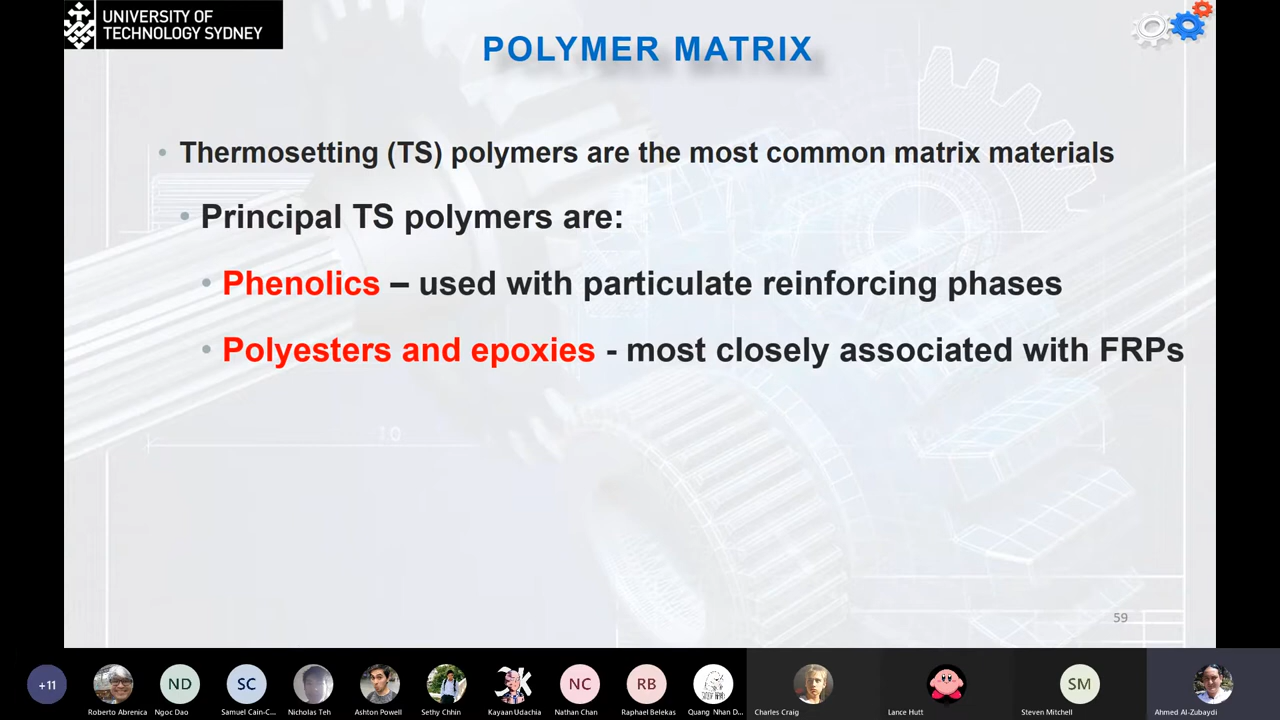 UNIVERSITY OF
TECHNOLOGY SYDNEY
POLYMER MATRIX
• Thermosetting (TS) polymers are the most common matrix materials
• Principal TS polymers are:
• Phenolics – used with particulate reinforcing phases
• Polyesters and epoxies - most closely associated with FRPs
10
59
+11
ND
SC
NC
RB
SM
Roberto Abrenica
Ngoc Dao
Samuel Cain-C...
Nicholas Teh
Ashton Powell
Sethy Chhin
Kayaan Udachia
Nathan Chan
Raphael Belekas
Quang Nhan D...
Charles Craig
Lance Hutt
Steven Mitchell
Ahmed Al-Zubaydi